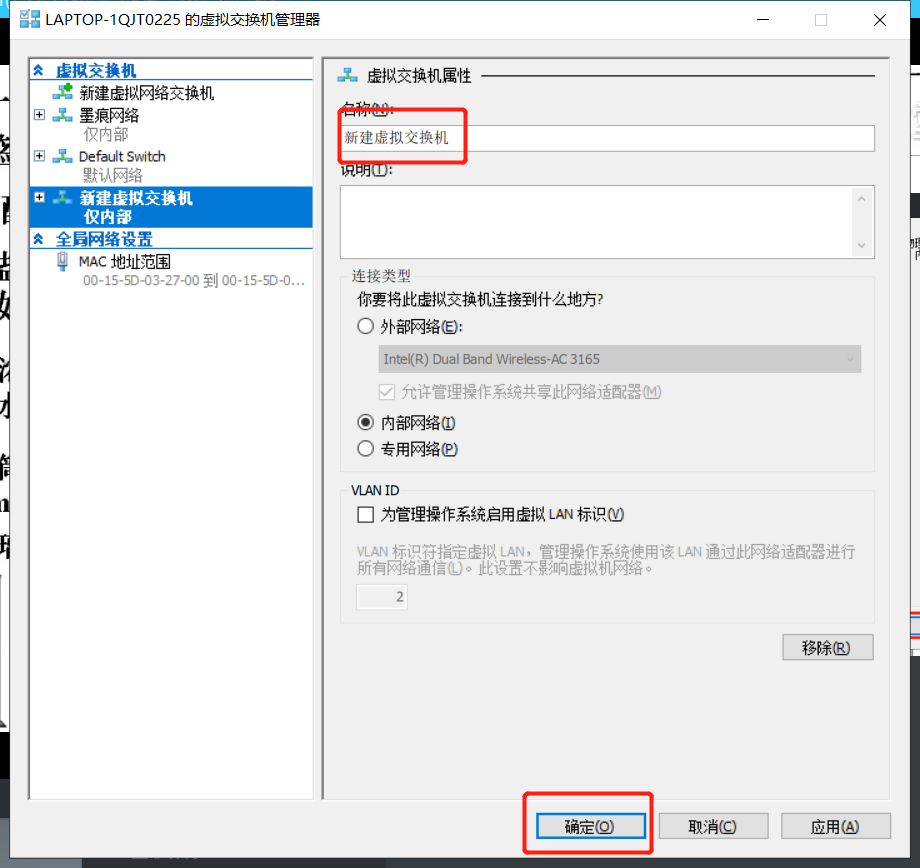 LAPTOP-1QJT0225 的虚拟交换机管理器
虚拟交换机
新建虚拟网络交换机
墨痕网络
仅内部
Default Switch
默认网络
新建虚拟交换机
仅内部
全局网络设置
MAC 地址范围
00-15-5D-03-27-00 到 00-15-5D-0...
虚拟交换机属性
名称(N):
新建虚拟交换机
说明(T):
连接类型
你要将此虚拟交换机连接到什么地方?
外部网络(E):
Intel(R) Dual Band Wireless-AC 3165
允许管理操作系统共享此网络适配器(M)
内部网络(I)
专用网络(P)
VLAN ID
为管理操作系统启用虚拟 LAN 标识(V)
VLAN 标识符指定虚拟 LAN，管理操作系统使用该 LAN 通过此网络适配器进行
所有网络通信(L)。此设置不影响虚拟机网络。
2
移除(R)
确定(O)
取消(C)
应用(A)